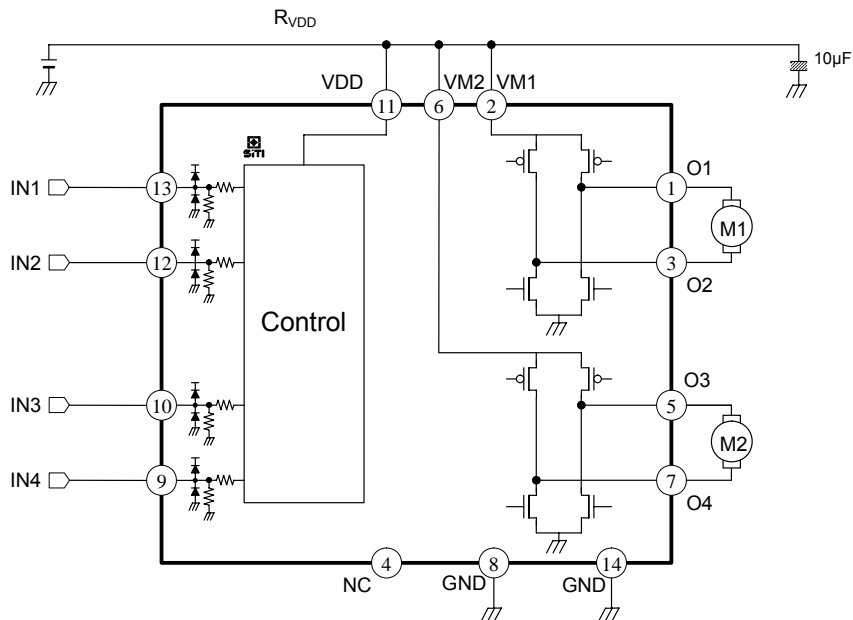 RVDD
10µF
VDD
VM2
VM1
11
6
2
SiTI
IN1
13
O1
1
M1
IN2
12
3
O2
Control
IN3
10
O3
5
M2
IN4
9
7
O4
4
8
14
NC
GND
GND